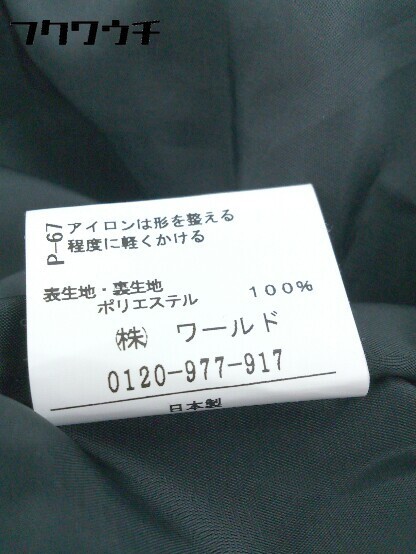 フクワウチ
P-67
アイロンは形を整える
程度に軽くかける
表生地・裏生地
ポリエステル 100%
㈱ ワールド
0120-977-917
日本製